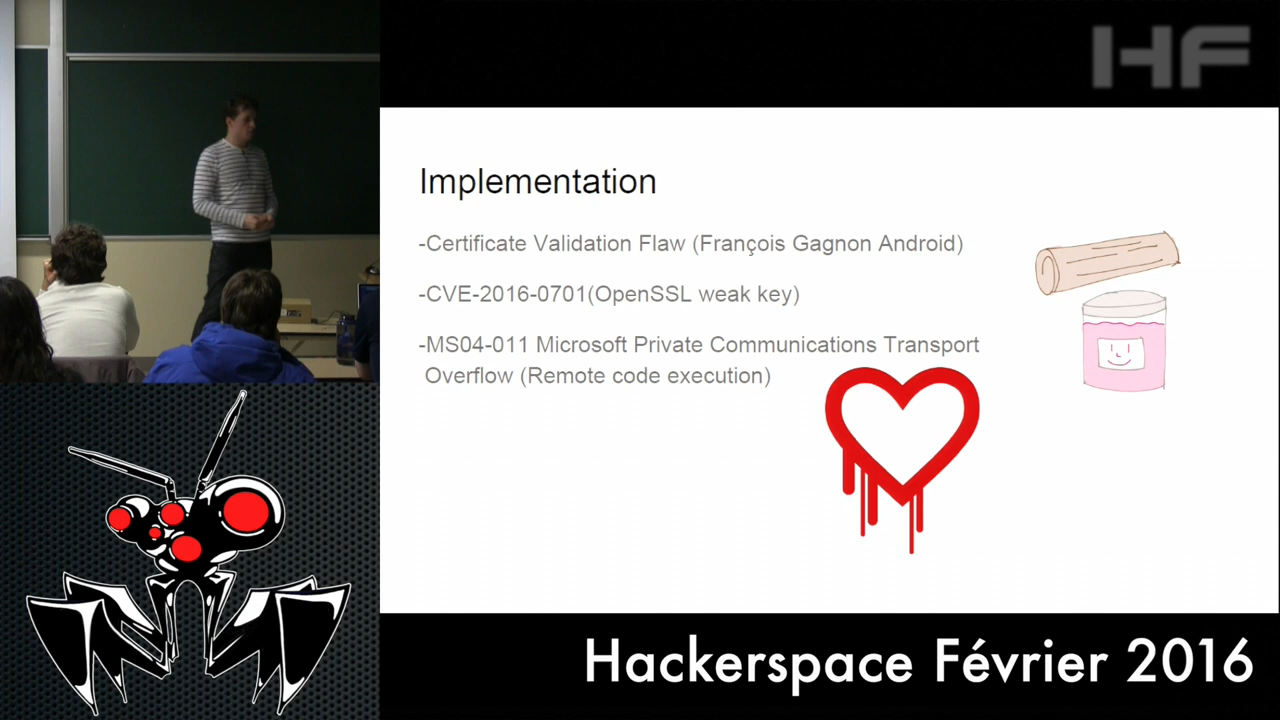 HF
Implementation
-Certificate Validation Flaw (François Gagnon Android)
-CVE-2016-0701(OpenSSL weak key)
-MS04-011 Microsoft Private Communications Transport
Overflow (Remote code execution)
Hackerspace Février 2016